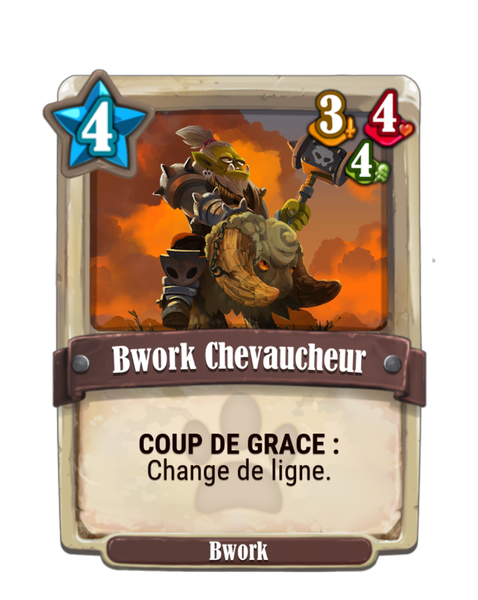 4
3
4
4
Bwork Chevaucheur
COUP DE GRACE :
Change de ligne.
Bwork